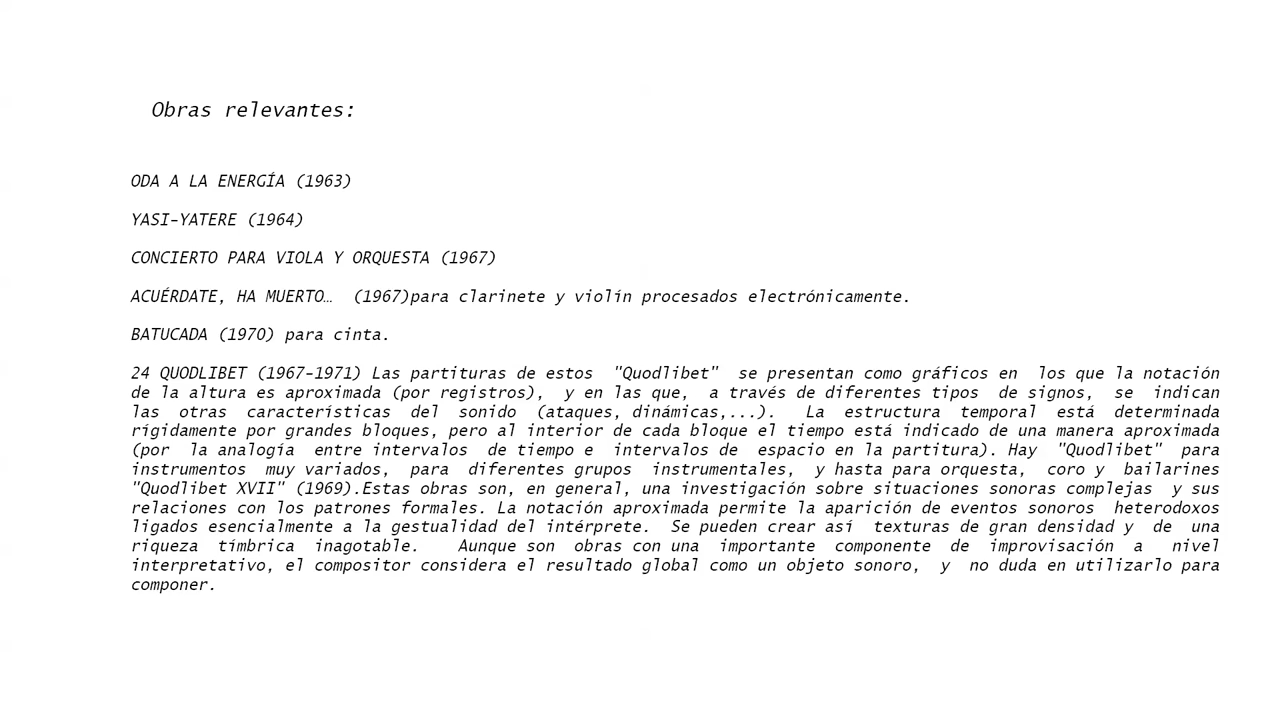 Obras relevantes:
ODA A LA ENERGÍA (1963)
YASI-YATERE (1964)
CONCIERTO PARA VIOLA Y ORQUESTA (1967)
ACUÉRDATE, HA MUERTO… (1967)para clarinete y violín procesados electrónicamente.
BATUCADA (1970) para cinta.
24 QUODLIBET (1967-1971) Las partituras de estos "Quodlibet" se presentan como gráficos en los que la notación
de la altura es aproximada (por registros), y en las que, a través de diferentes tipos de signos, se indican
las otras características del sonido (ataques, dinámicas,...). La estructura temporal está determinada
rígidamente por grandes bloques, pero al interior de cada bloque el tiempo está indicado de una manera aproximada
(por la analogía entre intervalos de tiempo e intervalos de espacio en la partitura). Hay "Quodlibet" para
instrumentos muy variados, para diferentes grupos instrumentales, y hasta para orquesta, coro y bailarines
"Quodlibet XVII" (1969).Estas obras son, en general, una investigación sobre situaciones sonoras complejas y sus
relaciones con los patrones formales. La notación aproximada permite la aparición de eventos sonoros heterodoxos
ligados esencialmente a la gestualidad del intérprete. Se pueden crear así texturas de gran densidad y de una
riqueza tímbrica inagotable. Aunque son obras con una importante componente de improvisación a nivel
interpretativo, el compositor considera el resultado global como un objeto sonoro, y no duda en utilizarlo para
componer.